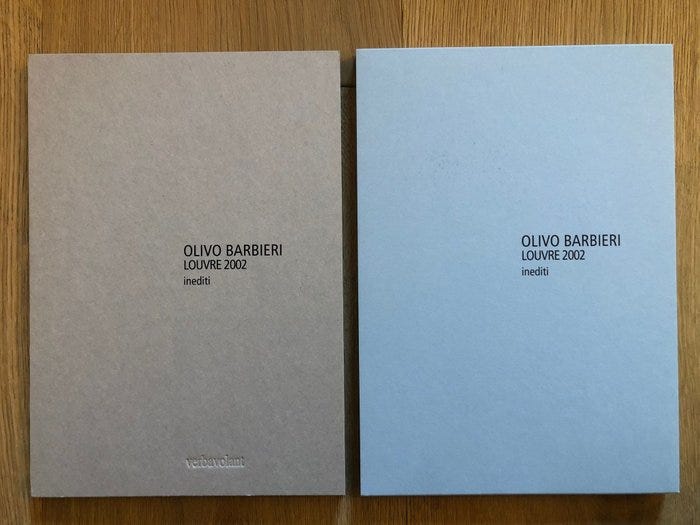 OLIVO BARBIERI
LOUVRE 2002
inediti
verbavolant
OLIVO BARBIERI
LOUVRE 2002
inediti